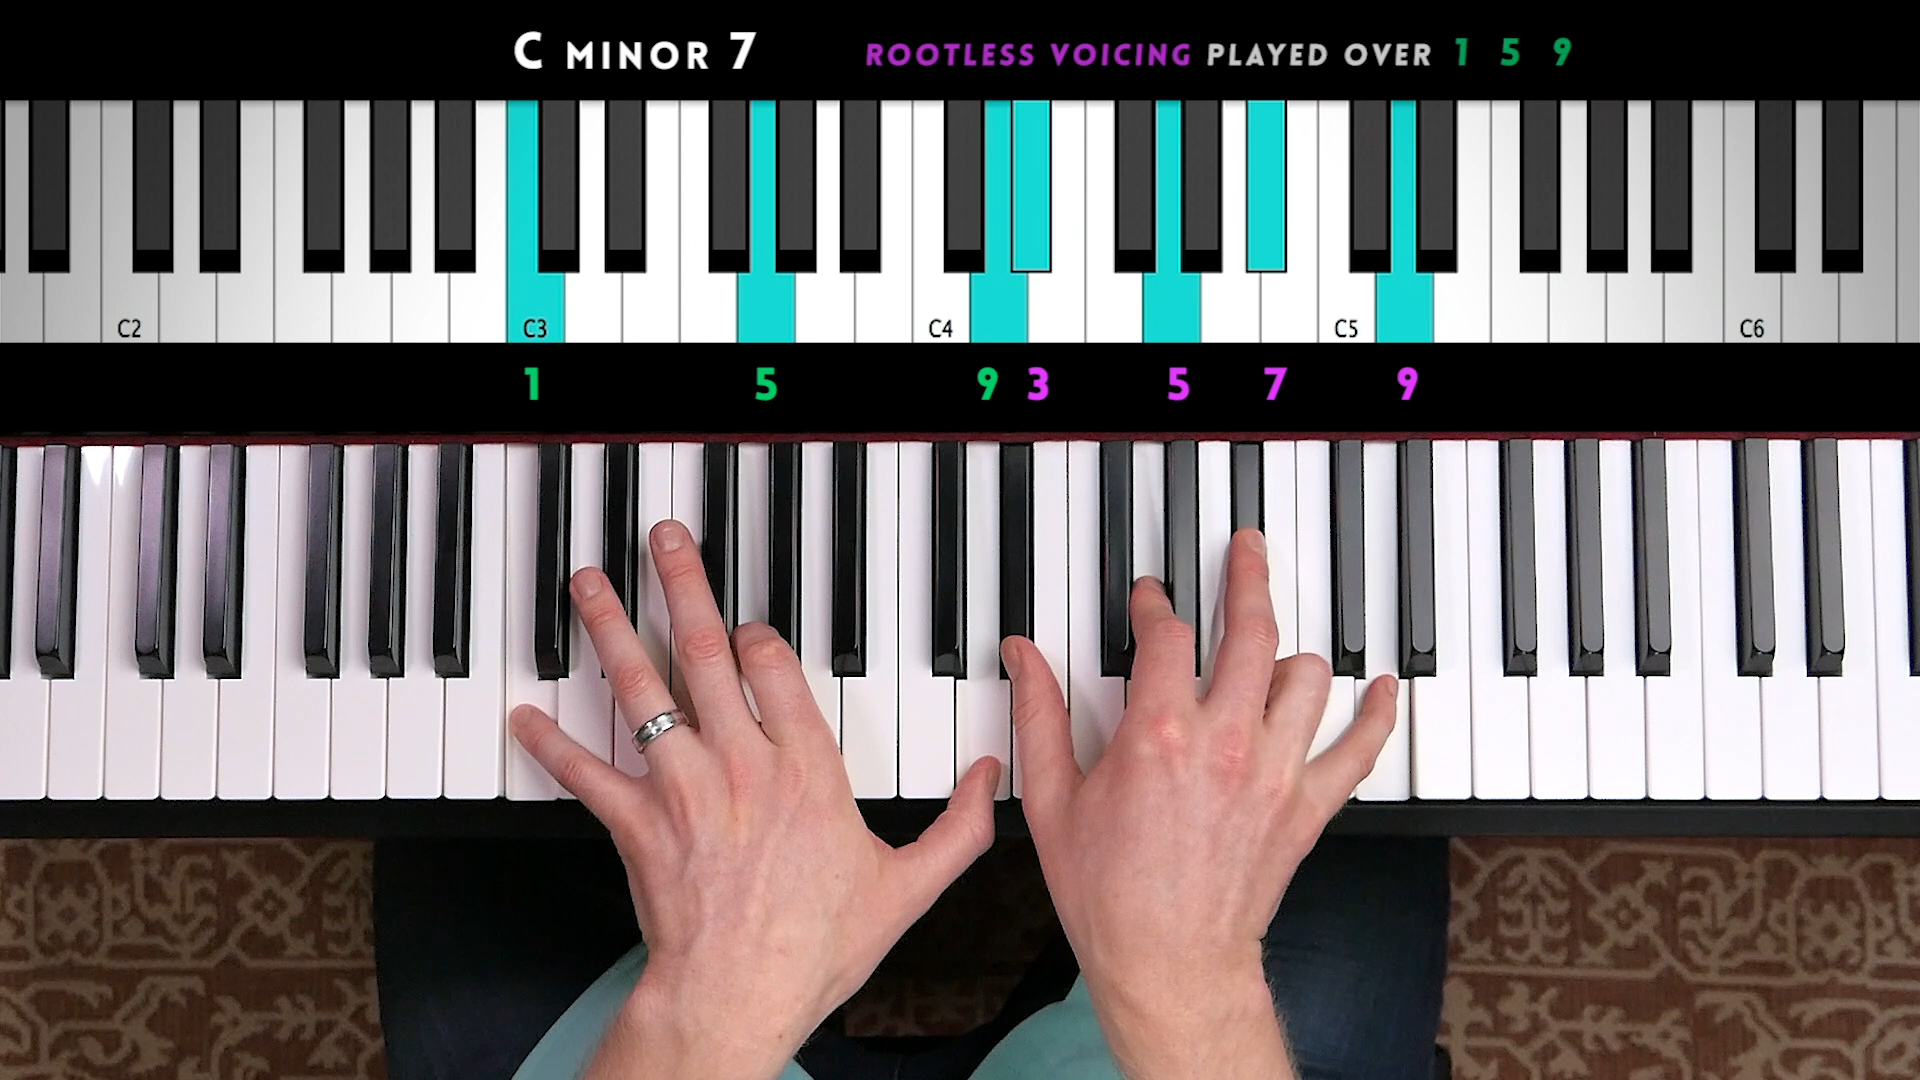 C MINOR 7 ROOTLESS VOICING PLAYED OVER 1 5 9
C2 C3 C4 C5 C6
1 5 9 3 5 7 9